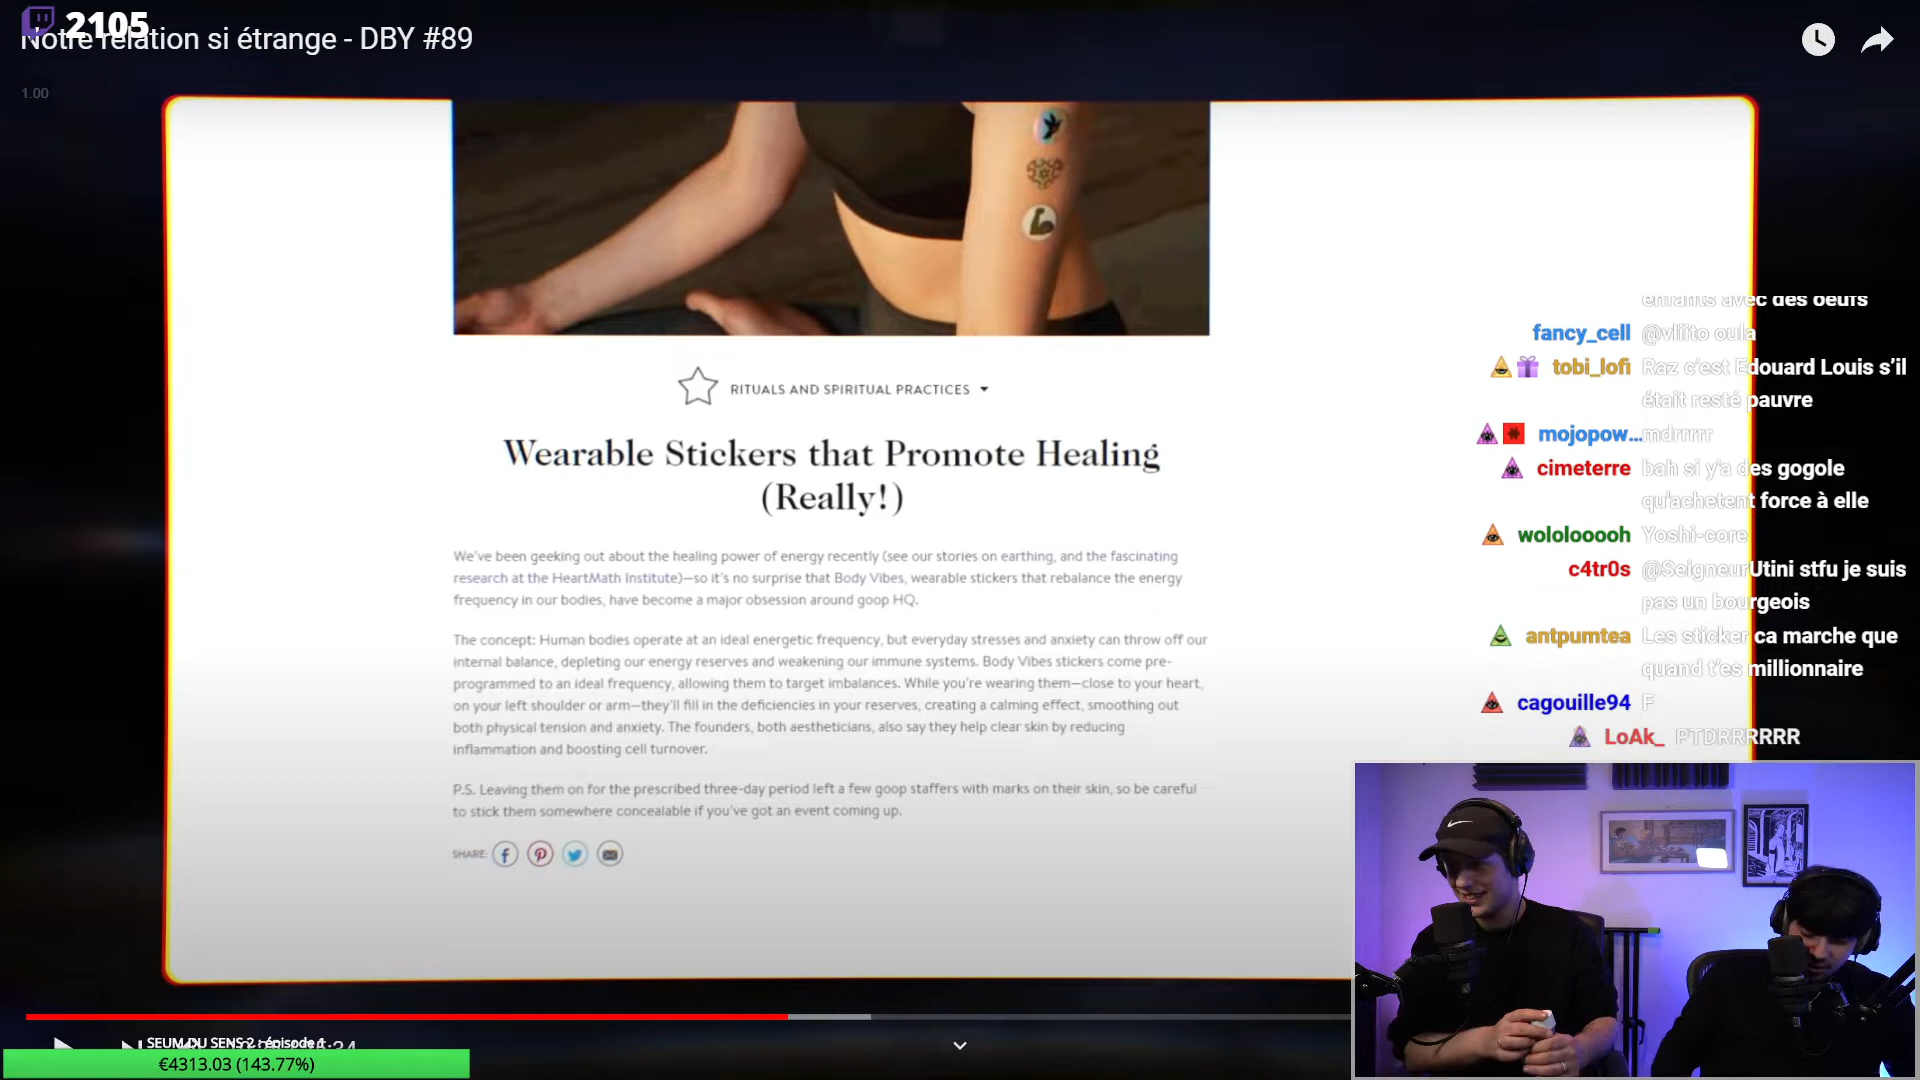 2105
Notre relation si étrange - DBY #89
1.00
RITUALS AND SPIRITUAL PRACTICES
Wearable Stickers that Promote Healing
(Really!)
We've been geeking out about the healing power of energy recently (see our stories on earthing, and the fascinating
research at the HeartMath Institute)—so it's no surprise that Body Vibes, wearable stickers that rebalance the energy
frequency in our bodies, have become a major obsession around goop HQ.
The concept: Human bodies operate at an ideal energetic frequency, but everyday stresses and anxiety can throw off our
internal balance, depleting our energy reserves and weakening our immune systems. Body Vibes stickers come pre-
programmed to an ideal frequency, allowing them to target imbalances. While you're wearing them—close to your heart,
on your left shoulder or arm—they'll fill in the deficiencies in your reserves, creating a calming effect, smoothing out
both physical tension and anxiety. The founders, both aestheticians, also say they help clear skin by reducing
inflammation and boosting cell turnover.
P.S. Leaving them on for the prescribed three-day period left a few goop staffers with marks on their skin, so be careful
to stick them somewhere concealable if you've got an event coming up.
SHARE:
enfants avec des oeufs
fancy_cell @vliito oula
tobi_lofi Raz c'est Edouard Louis s'il
était resté pauvre
mojopow... mdrrrrr
cimeterre bah si y'a des gogole
qu'achetent force à elle
wololooooh Yoshi-core
c4tr0s @SeigneurUtini stfu je suis
pas un bourgeois
antpumtea Les sticker ca marche que
quand t'es millionnaire
cagouille94 F
LoAk_ PTDRRRRRR
SEUM DU SENS 2 : épisode 1
€4313.03 (143.77%)